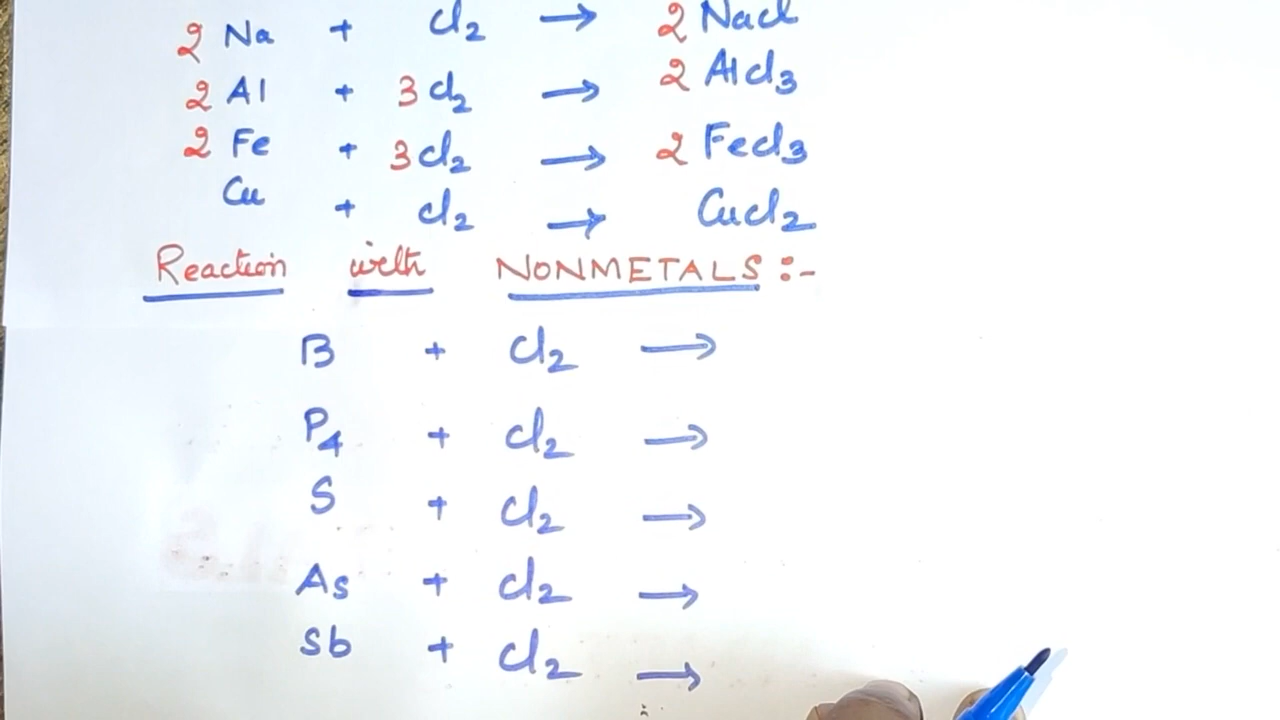 2 Na + Cl2 → 2 NaCl
2 Al + 3 Cl2 → 2 AlCl3
2 Fe + 3 Cl2 → 2 FeCl3
Cu + Cl2 → CuCl2
Reaction with NONMETALS :-
B + Cl2 →
P4 + Cl2 →
S + Cl2 →
As + Cl2 →
Sb + Cl2 →